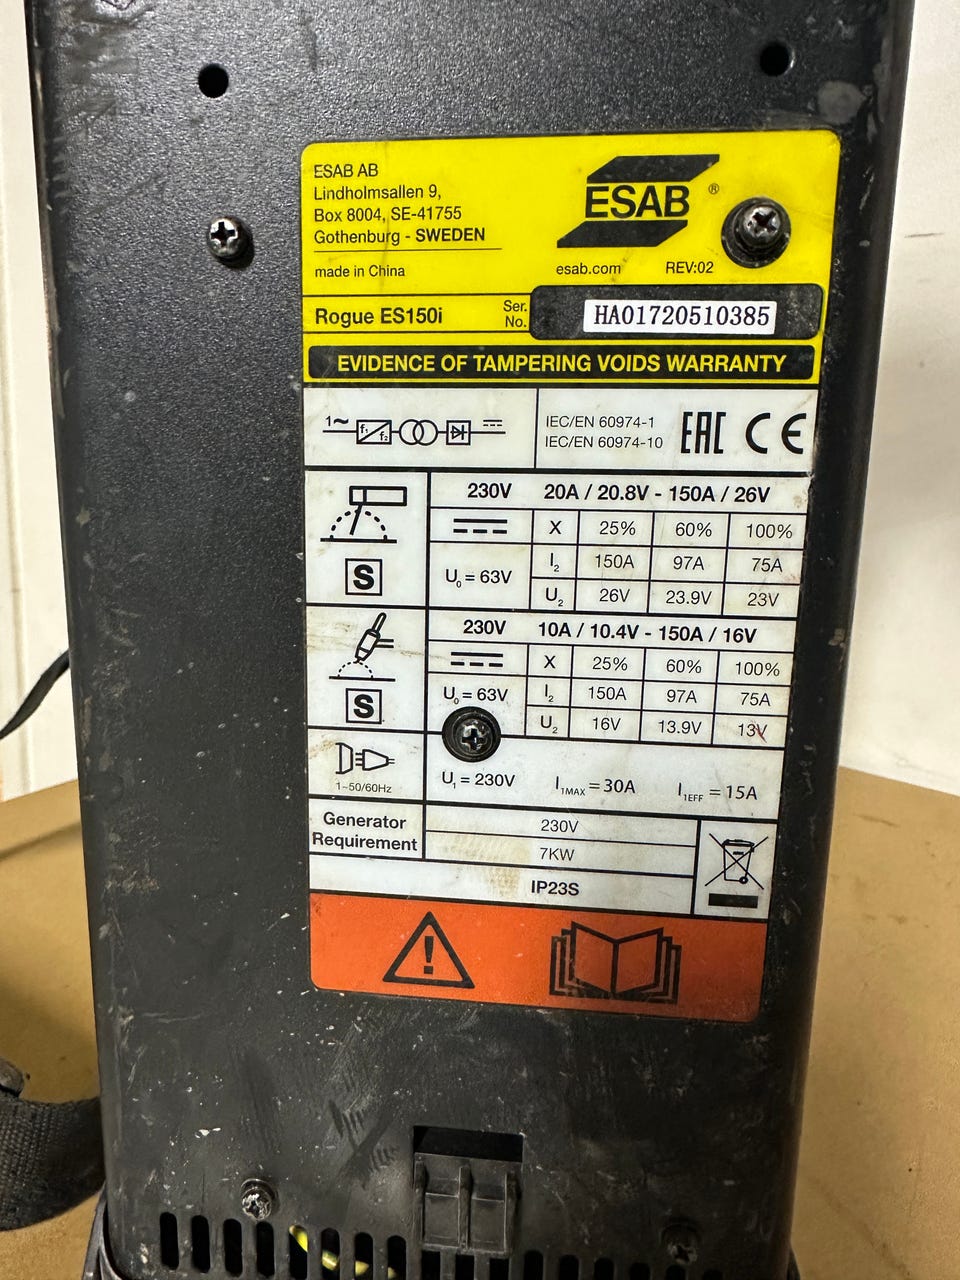 ESAB AB
Lindholmsallen 9,
Box 8004, SE-41755
Gothenburg - SWEDEN
made in China
ESAB ®
esab.com REV:02
Rogue ES150i
Ser. No. HA01720510385
EVIDENCE OF TAMPERING VOIDS WARRANTY
1~ f₁ f₂
IEC/EN 60974-1
IEC/EN 60974-10
EAC CE
230V 20A / 20.8V - 150A / 26V
X 25% 60% 100%
S
U₀ = 63V
I₂ 150A 97A 75A
U₂ 26V 23.9V 23V
230V 10A / 10.4V - 150A / 16V
X 25% 60% 100%
S
U₀ = 63V
I₂ 150A 97A 75A
U₂ 16V 13.9V 13V
1~50/60Hz
U₁ = 230V I₁MAX = 30A I₁EFF = 15A
Generator
Requirement
230V
7KW
IP23S